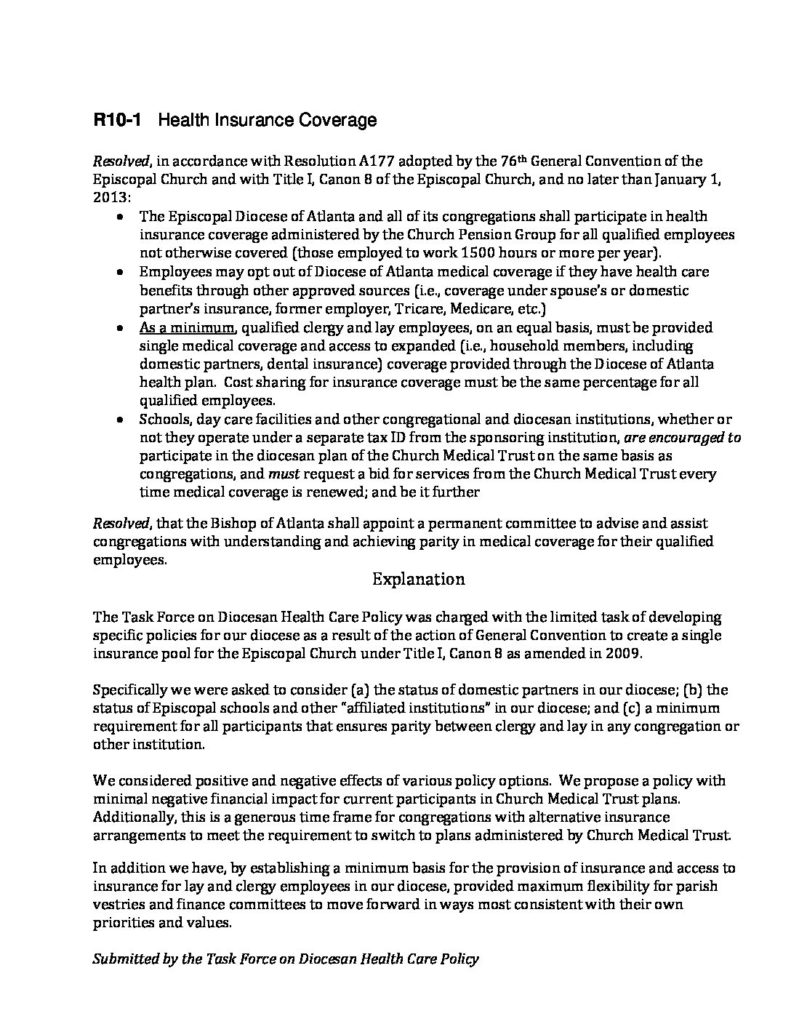 R10-1 Health Insurance Coverage
Resolved, in accordance with Resolution A177 adopted by the 76th General Convention of the
Episcopal Church and with Title I, Canon 8 of the Episcopal Church, and no later than January 1,
2013:
• The Episcopal Diocese of Atlanta and all of its congregations shall participate in health
insurance coverage administered by the Church Pension Group for all qualified employees
not otherwise covered (those employed to work 1500 hours or more per year).
• Employees may opt out of Diocese of Atlanta medical coverage if they have health care
benefits through other approved sources (i.e., coverage under spouse's or domestic
partner's insurance, former employer, Tricare, Medicare, etc.)
• As a minimum, qualified clergy and lay employees, on an equal basis, must be provided
single medical coverage and access to expanded (i.e., household members, including
domestic partners, dental insurance) coverage provided through the Diocese of Atlanta
health plan. Cost sharing for insurance coverage must be the same percentage for all
qualified employees.
• Schools, day care facilities and other congregational and diocesan institutions, whether or
not they operate under a separate tax ID from the sponsoring institution, are encouraged to
participate in the diocesan plan of the Church Medical Trust on the same basis as
congregations, and must request a bid for services from the Church Medical Trust every
time medical coverage is renewed; and be it further
Resolved, that the Bishop of Atlanta shall appoint a permanent committee to advise and assist
congregations with understanding and achieving parity in medical coverage for their qualified
employees.
Explanation
The Task Force on Diocesan Health Care Policy was charged with the limited task of developing
specific policies for our diocese as a result of the action of General Convention to create a single
insurance pool for the Episcopal Church under Title I, Canon 8 as amended in 2009.
Specifically we were asked to consider (a) the status of domestic partners in our diocese; (b) the
status of Episcopal schools and other "affiliated institutions" in our diocese; and (c) a minimum
requirement for all participants that ensures parity between clergy and lay in any congregation or
other institution.
We considered positive and negative effects of various policy options. We propose a policy with
minimal negative financial impact for current participants in Church Medical Trust plans.
Additionally, this is a generous time frame for congregations with alternative insurance
arrangements to meet the requirement to switch to plans administered by Church Medical Trust.
In addition we have, by establishing a minimum basis for the provision of insurance and access to
insurance for lay and clergy employees in our diocese, provided maximum flexibility for parish
vestries and finance committees to move forward in ways most consistent with their own
priorities and values.
Submitted by the Task Force on Diocesan Health Care Policy